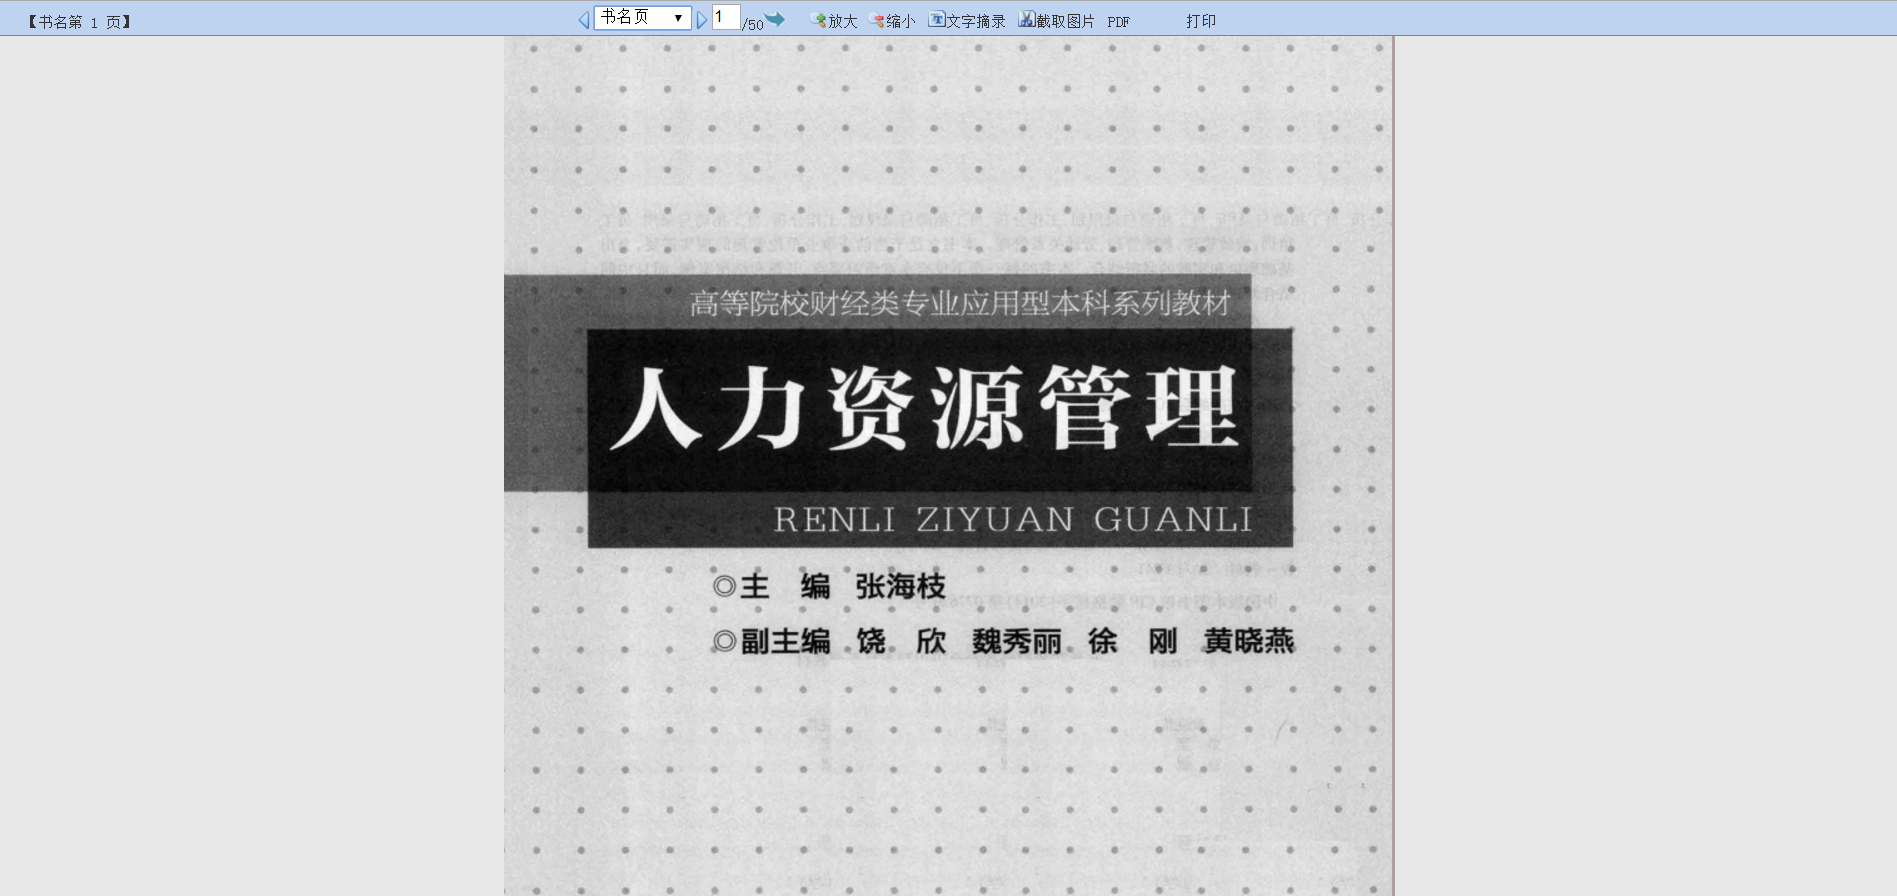 【书名第 1 页】 书名页 ▼ 1 /50 放大 缩小 文字摘录 截取图片 PDF 打印
高等院校财经类专业应用型本科系列教材
人力资源管理
RENLI ZIYUAN GUANLI
◎主 编 张海枝
◎副主编 饶 欣 魏秀丽 徐 刚 黄晓燕